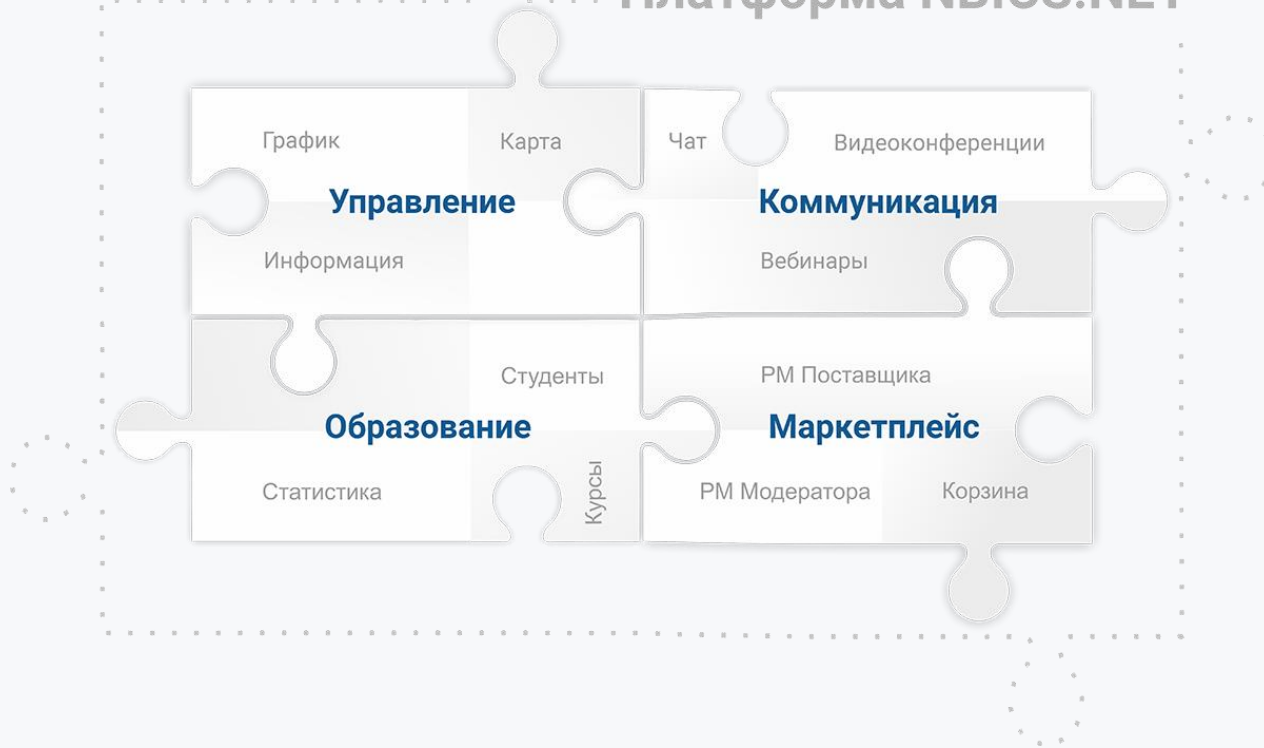 Платформа NBICS.NET
График
Карта
Управление
Информация
Чат
Видеоконференции
Коммуникация
Вебинары
Студенты
Образование
Статистика
Курсы
РМ Поставщика
Маркетплейс
РМ Модератора
Корзина